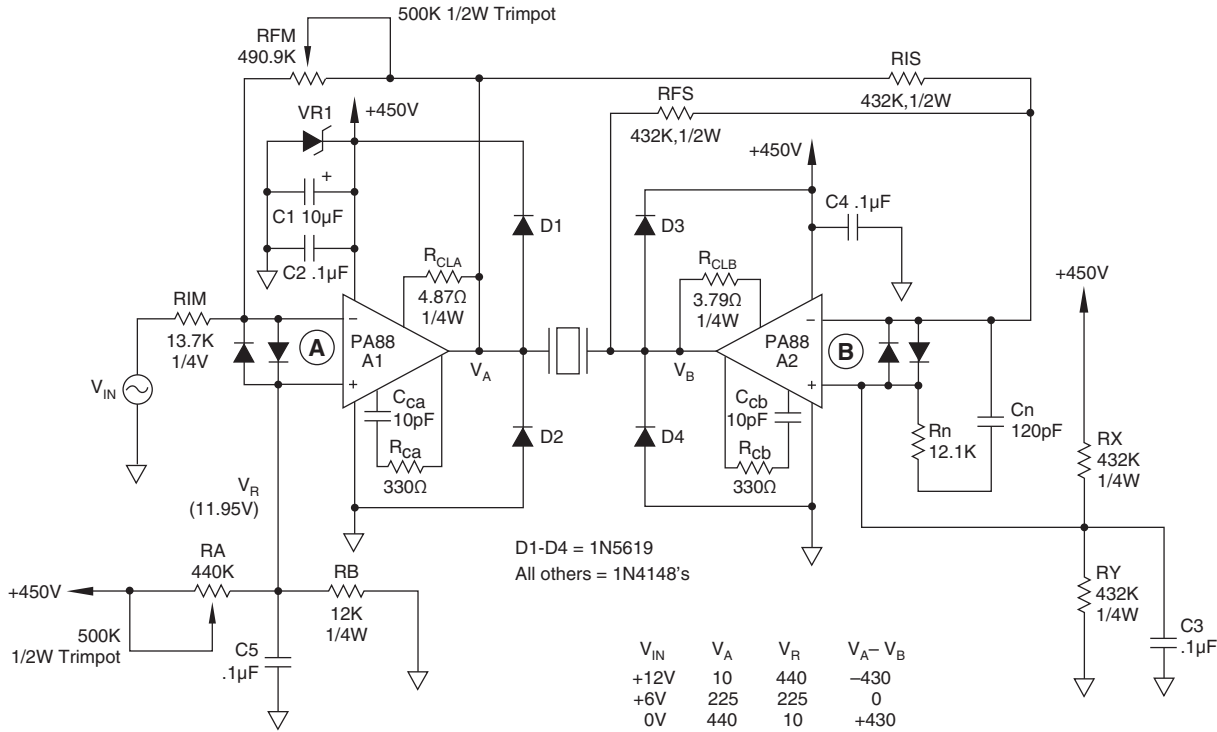 500K 1/2W Trimpot
RFM
490.9K
RIS
432K,1/2W
RFS
432K,1/2W
VR1
+450V
+450V
+
C1 10µF
C2 .1µF
D1
D3
C4 .1µF
RCLA
4.87Ω
1/4W
RCLB
3.79Ω
1/4W
+450V
RIM
13.7K
1/4V
VIN
A
−
+
PA88
A1
VA
VB
PA88
A2
−
+
B
Cca
10pF
Rca
330Ω
D2
D4
Ccb
10pF
Rcb
330Ω
Rn
12.1K
Cn
120pF
RX
432K
1/4W
VR
(11.95V)
D1-D4 = 1N5619
All others = 1N4148's
RA
440K
+450V
500K
1/2W Trimpot
RB
12K
1/4W
C5
.1µF
RY
432K
1/4W
C3
.1µF
VIN VA VR VA– VB
+12V 10 440 –430
+6V 225 225 0
0V 440 10 +430